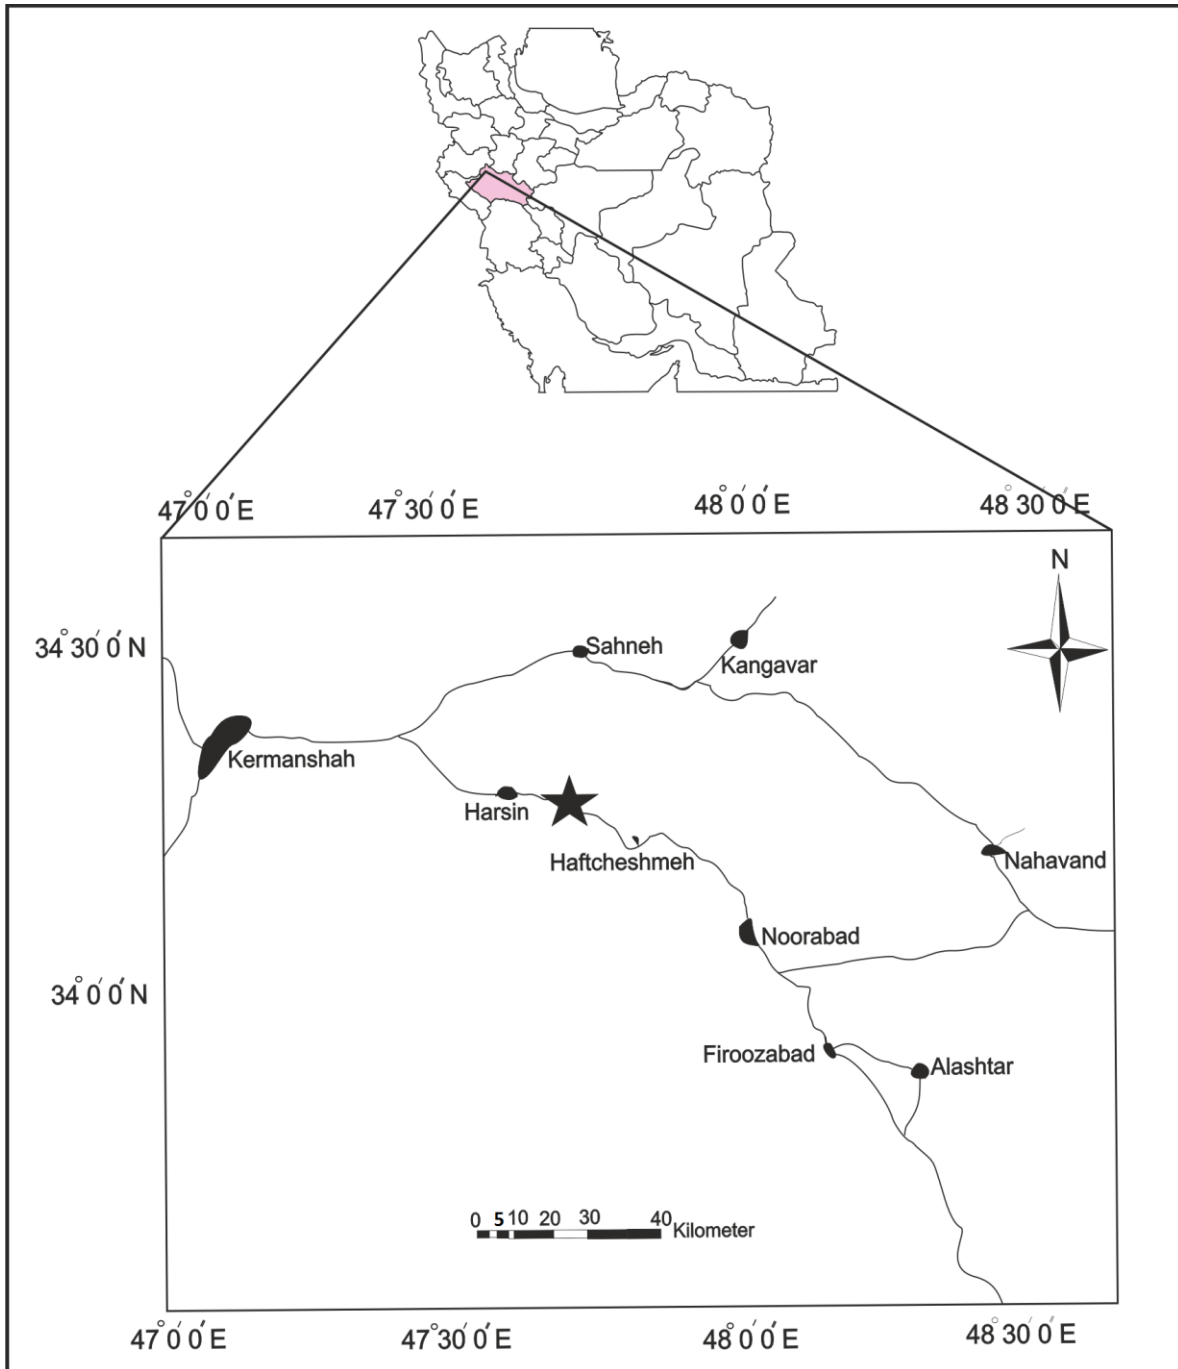 47°0′0″E 47°30′0″E 48°0′0″E 48°30′0″E
N
34°30′0″N
Sahneh
Kangavar
Kermanshah
Harsin
Haftcheshmeh
Nahavand
Noorabad
34°0′0″N
Firoozabad
Alashtar
0 5 10 20 30 40 Kilometer
47°0′0″E 47°30′0″E 48°0′0″E 48°30′0″E